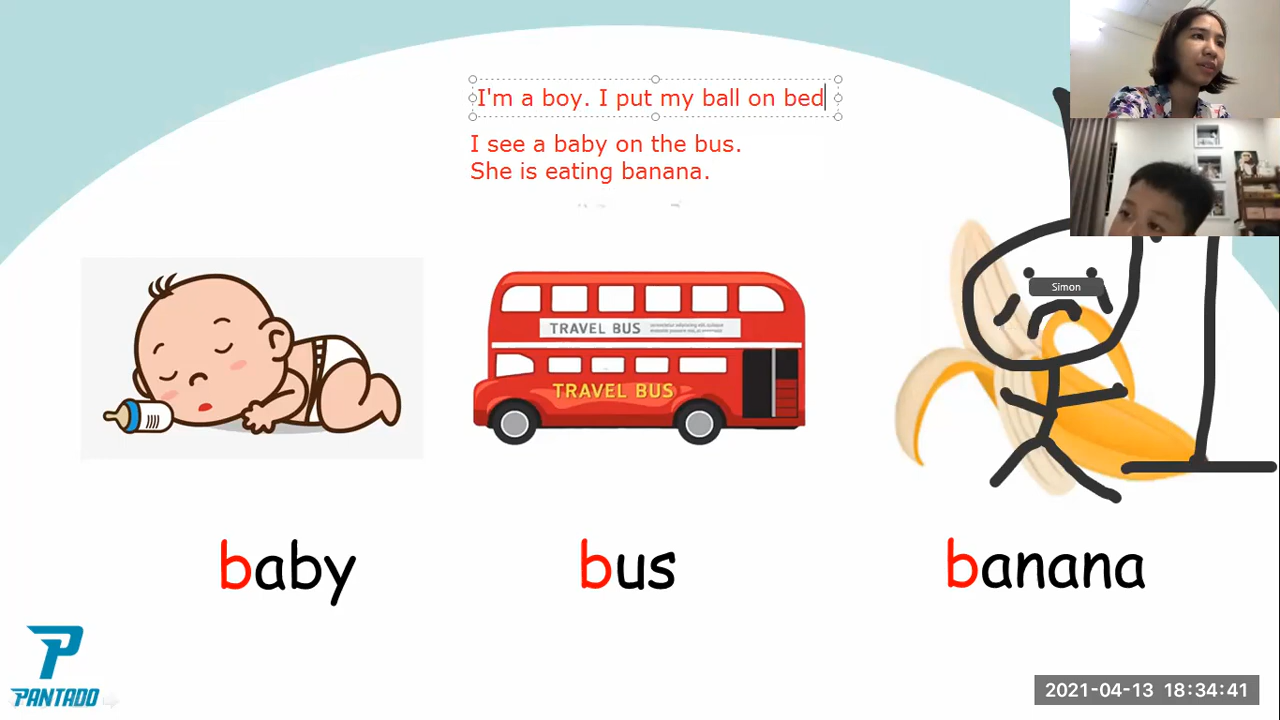 I'm a boy. I put my ball on bed
I see a baby on the bus.
She is eating banana.
Simon
TRAVEL BUS
TRAVEL BUS
baby
bus
banana
PANTADO
2021-04-13 18:34:41